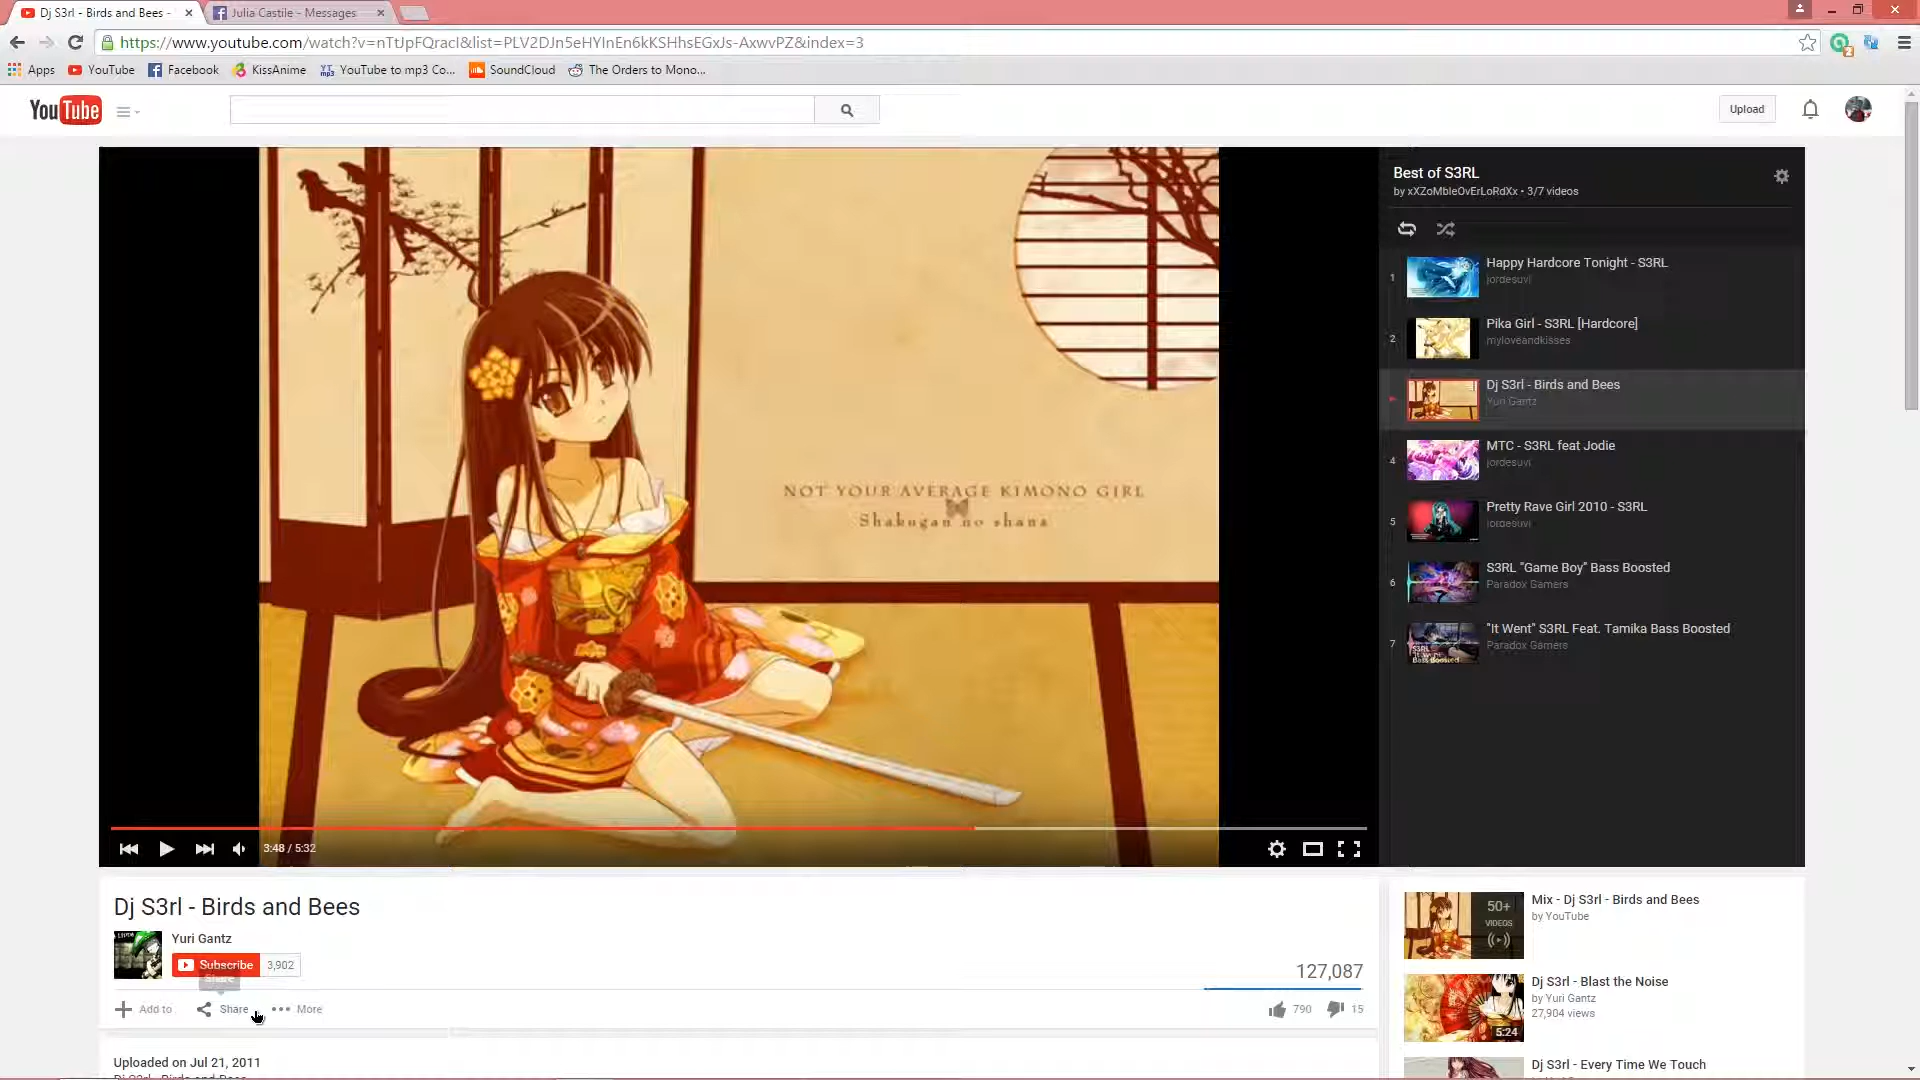 Dj S3rl - Birds and Bees -
Julia Castile - Messages
https://www.youtube.com/watch?v=nTtJpFQracI&list=PLV2DJn5eHYInEn6kKSHhsEGxJs-AxwvPZ&index=3
Apps
YouTube
Facebook
KissAnime
YouTube to mp3 Co...
SoundCloud
The Orders to Mono...
YouTube
Upload
Best of S3RL
by xXZoMbIeOvErLoRdXx • 3/7 videos
1
Happy Hardcore Tonight - S3RL
jordesuvi
2
Pika Girl - S3RL [Hardcore]
myloveandkisses
Dj S3rl - Birds and Bees
Yuri Gantz
4
MTC - S3RL feat Jodie
jordesuvi
5
Pretty Rave Girl 2010 - S3RL
jordesuvi
6
S3RL "Game Boy" Bass Boosted
Paradox Gamers
7
"It Went" S3RL Feat. Tamika Bass Boosted
Paradox Gamers
NOT YOUR AVERAGE KIMONO GIRL
Shakugan no shana
3:48 / 5:32
Dj S3rl - Birds and Bees
Yuri Gantz
Subscribe
3,902
Share
127,087
Add to
Share
More
790
15
Uploaded on Jul 21, 2011
Dj S3rl - Birds and Bees
50+
VIDEOS
Mix - Dj S3rl - Birds and Bees
by YouTube
5:24
Dj S3rl - Blast the Noise
by Yuri Gantz
27,904 views
Dj S3rl - Every Time We Touch